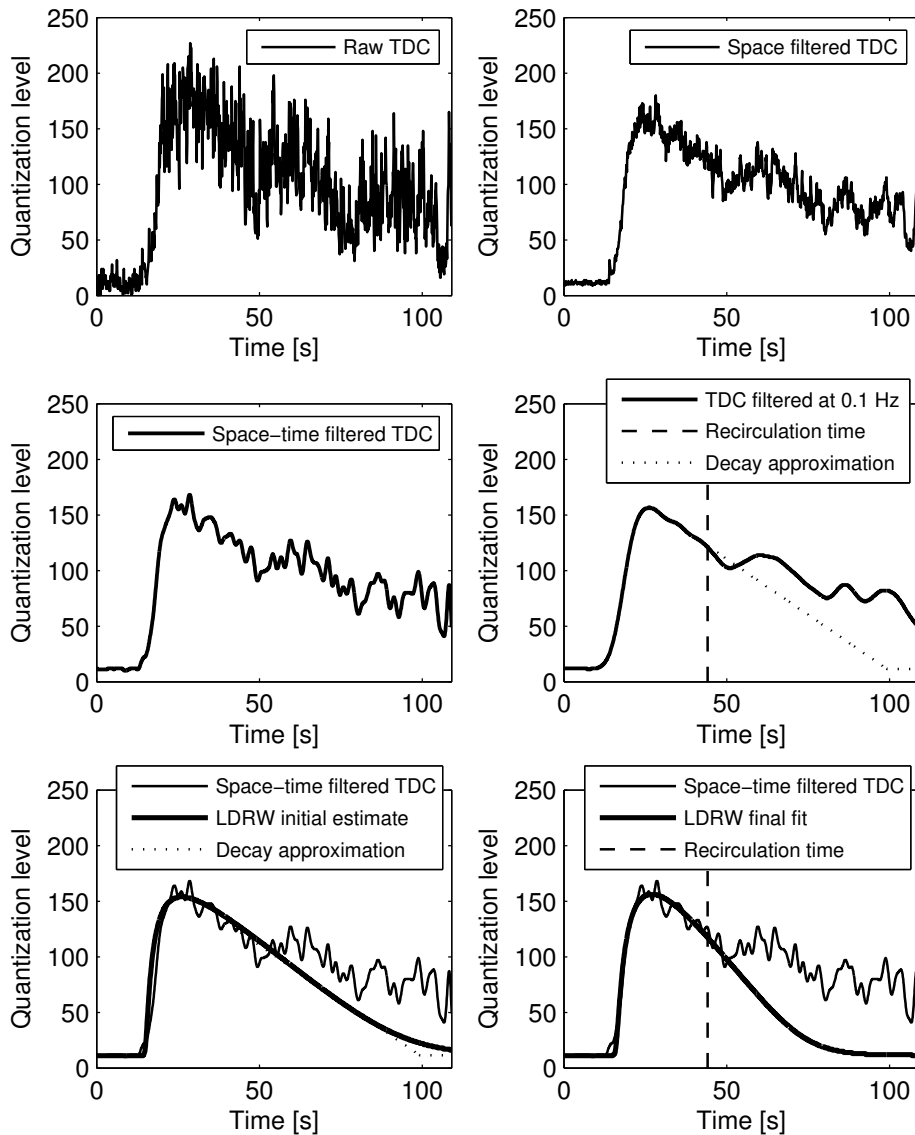 250
200
150
100
50
0
Quantization level
Raw TDC
0
50
100
Time [s]
250
200
150
100
50
0
Quantization level
Space filtered TDC
0
50
100
Time [s]
250
200
150
100
50
0
Quantization level
Space−time filtered TDC
0
50
100
Time [s]
250
200
150
100
50
0
Quantization level
TDC filtered at 0.1 Hz
Recirculation time
Decay approximation
0
50
100
Time [s]
250
200
150
100
50
0
Quantization level
Space−time filtered TDC
LDRW initial estimate
Decay approximation
0
50
100
Time [s]
250
200
150
100
50
0
Quantization level
Space−time filtered TDC
LDRW final fit
Recirculation time
0
50
100
Time [s]